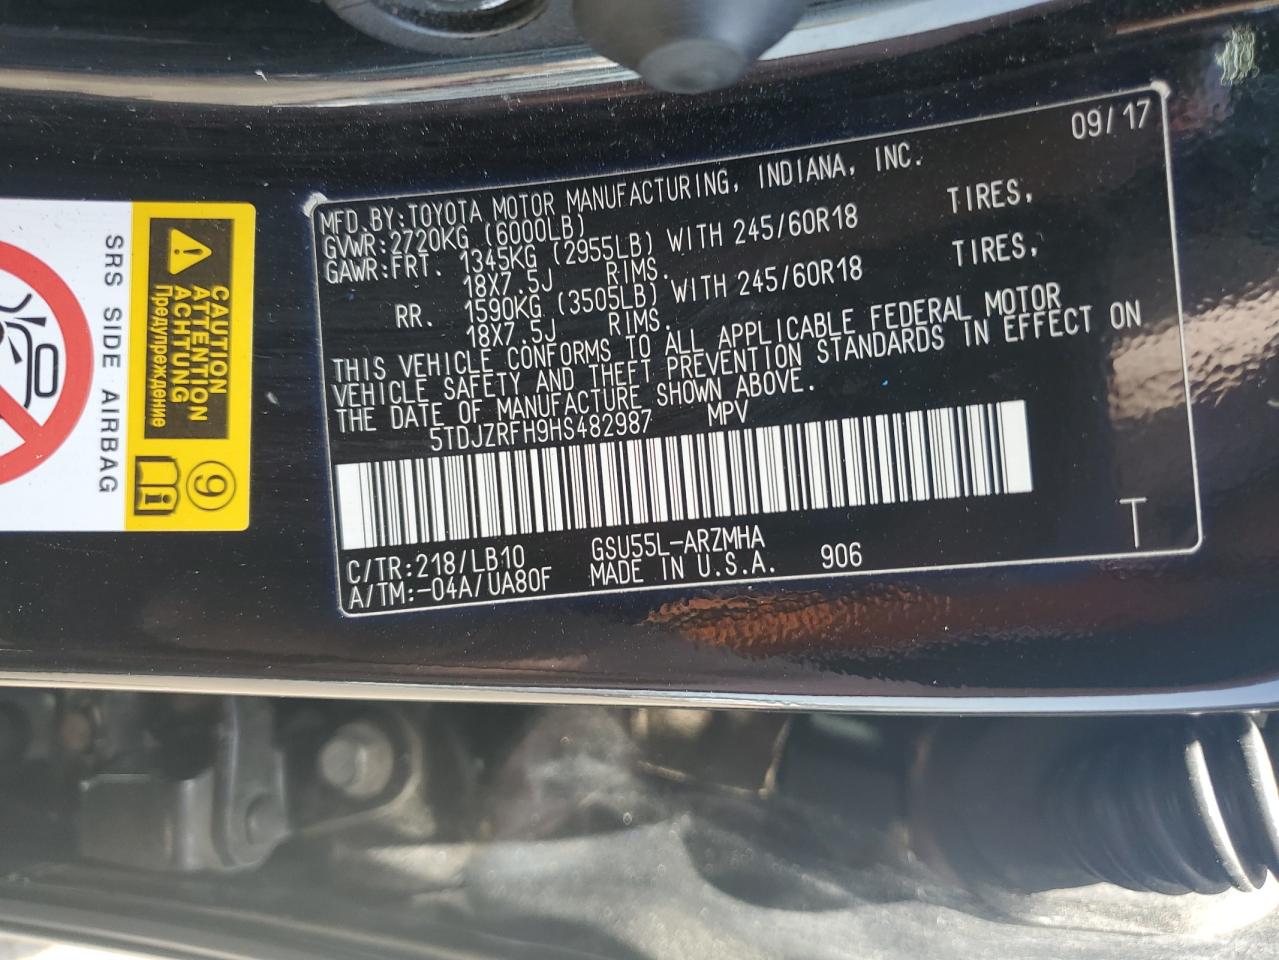 09/17
MFD.BY:TOYOTA MOTOR MANUFACTURING, INDIANA, INC.
GVWR:2720KG (6000LB)
GAWR:FRT. 1345KG (2955LB) WITH 245/60R18 TIRES,
18X7.5J RIMS.
RR. 1590KG (3505LB) WITH 245/60R18 TIRES,
18X7.5J RIMS.
THIS VEHICLE CONFORMS TO ALL APPLICABLE FEDERAL MOTOR
VEHICLE SAFETY AND THEFT PREVENTION STANDARDS IN EFFECT ON
THE DATE OF MANUFACTURE SHOWN ABOVE.
5TDJZRFH9HS482987 MPV
C/TR:218/LB10 GSU55L-ARZMHA
A/TM:-04A/UA80F MADE IN U.S.A. 906
T
CAUTION
ATTENTION
ACHTUNG
Предупреждение
9
SRS SIDE AIRBAG